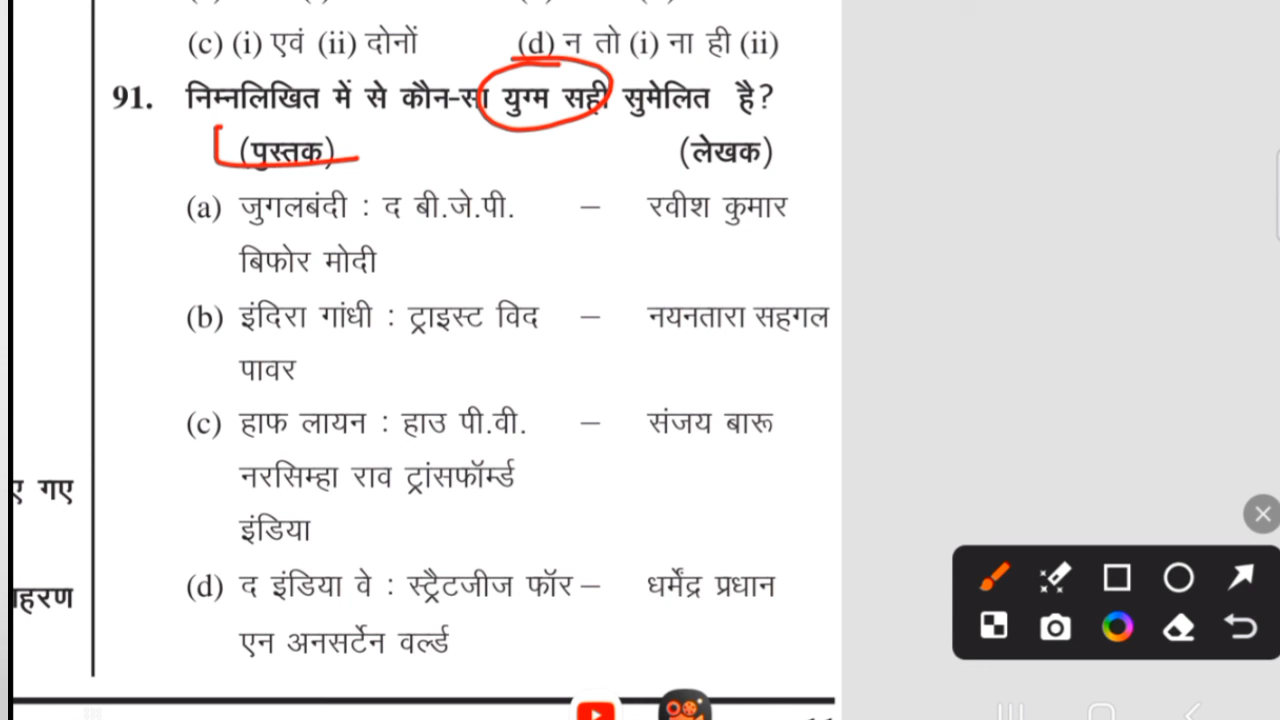 (c) (i) एवं (ii) दोनों (d) न तो (i) ना ही (ii)
91. निम्नलिखित में से कौन-सा युग्म सही सुमेलित है?
(पुस्तक) (लेखक)
(a) जुगलबंदी : द बी.जे.पी. – रवीश कुमार
बिफोर मोदी
(b) इंदिरा गांधी : ट्राइस्ट विद – नयनतारा सहगल
पावर
(c) हाफ लायन : हाउ पी.वी. – संजय बारू
नरसिम्हा राव ट्रांसफॉर्म्ड
ए गए
इंडिया
(d) द इंडिया वे : स्ट्रैटजीज फॉर – धर्मेंद्र प्रधान
हरण
एन अनसर्टेन वर्ल्ड